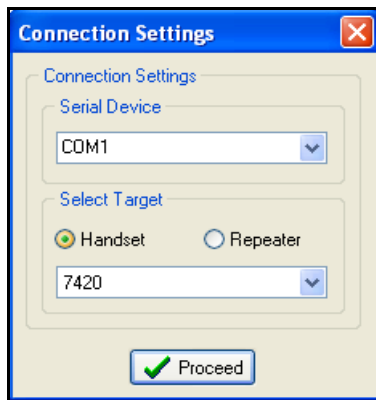 Connection Settings
Connection Settings
Serial Device
COM1
Select Target
Handset Repeater
7420
Proceed